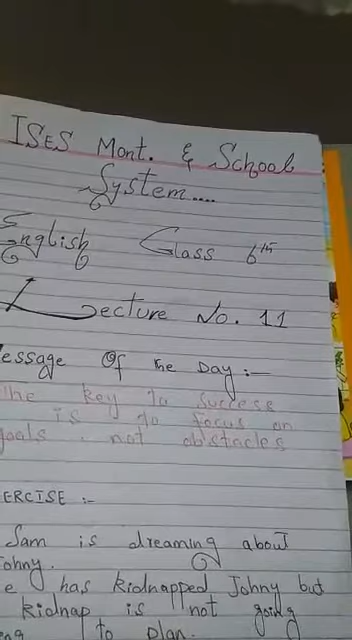 ISES Mont. & School
System....
English Class 6th
Lecture No. 11
essage Of the Day:-
The key to success
is to focus on
goals . not obstacles
ERCISE :-
Sam is dreaming about
ohny.
e has kidnapped Johny but
kidnap is not going
to plan.